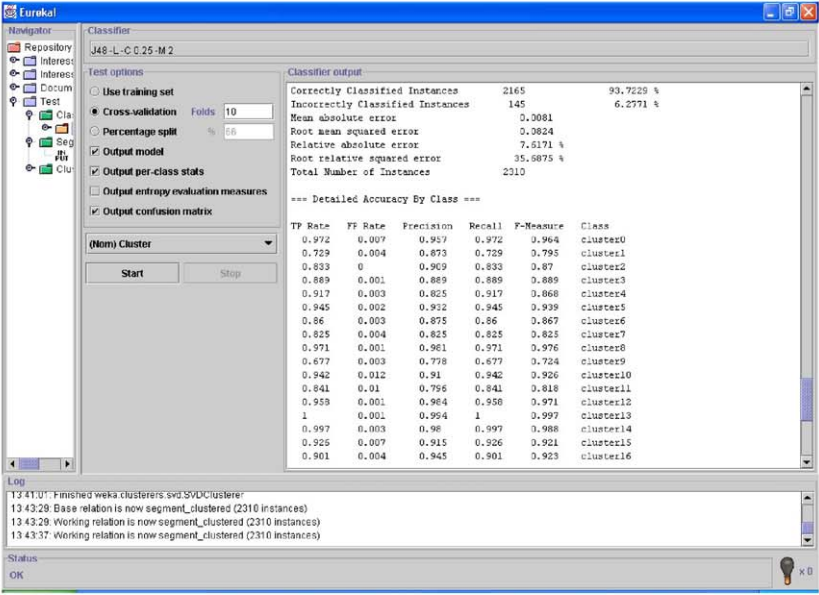 Eureka!
Navigator
Repository
Interess
Interess
Docum
Test
Cla
Seg
IN
PUT
Clu
Classifier
J48 -L -C 0.25 -M 2
Test options
Use training set
Cross-validation Folds 10
Percentage split % 66
Output model
Output per-class stats
Output entropy evaluation measures
Output confusion matrix
(Nom) Cluster
Start Stop
Classifier output
Correctly Classified Instances 2165 93.7229 %
Incorrectly Classified Instances 145 6.2771 %
Mean absolute error 0.0081
Root mean squared error 0.0824
Relative absolute error 7.6171 %
Root relative squared error 35.6875 %
Total Number of Instances 2310
=== Detailed Accuracy By Class ===
TP Rate FP Rate Precision Recall F-Measure Class
0.972 0.007 0.957 0.972 0.964 cluster0
0.729 0.004 0.873 0.729 0.795 cluster1
0.833 0 0.909 0.833 0.87 cluster2
0.889 0.001 0.889 0.889 0.889 cluster3
0.917 0.003 0.825 0.917 0.868 cluster4
0.945 0.002 0.932 0.945 0.939 cluster5
0.86 0.003 0.875 0.86 0.867 cluster6
0.825 0.004 0.825 0.825 0.825 cluster7
0.971 0.001 0.981 0.971 0.976 cluster8
0.677 0.003 0.778 0.677 0.724 cluster9
0.942 0.012 0.91 0.942 0.926 cluster10
0.841 0.01 0.796 0.841 0.818 cluster11
0.958 0.001 0.984 0.958 0.971 cluster12
1 0.001 0.994 1 0.997 cluster13
0.997 0.003 0.98 0.997 0.988 cluster14
0.926 0.007 0.915 0.926 0.921 cluster15
0.901 0.004 0.945 0.901 0.923 cluster16
Log
13:41:01: Finished weka.clusterers.svd.SVDClusterer
13:43:29: Base relation is now segment_clustered (2310 instances)
13:43:29: Working relation is now segment_clustered (2310 instances)
13:43:37: Working relation is now segment_clustered (2310 instances)
Status
OK
x 0